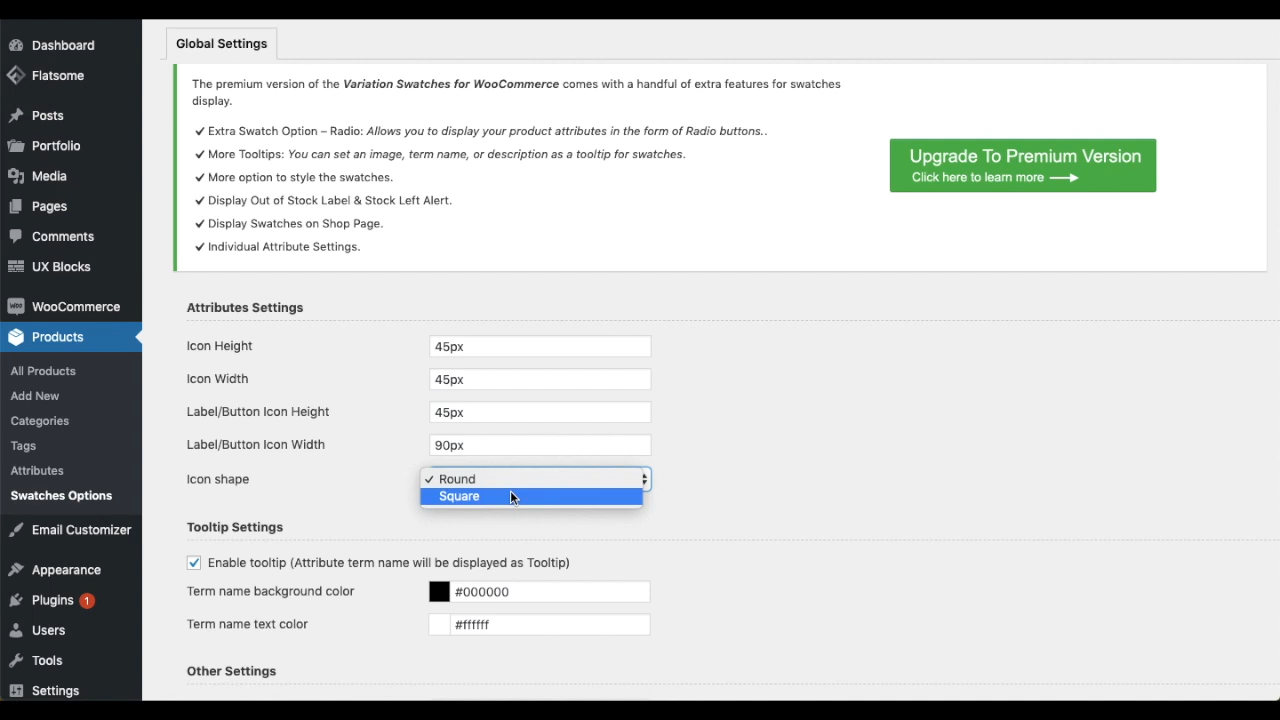 Dashboard
Flatsome
Posts
Portfolio
Media
Pages
Comments
UX Blocks
WooCommerce
Products
All Products
Add New
Categories
Tags
Attributes
Swatches Options
Email Customizer
Appearance
Plugins 1
Users
Tools
Settings
Global Settings
The premium version of the Variation Swatches for WooCommerce comes with a handful of extra features for swatches
display.
✔ Extra Swatch Option – Radio: Allows you to display your product attributes in the form of Radio buttons..
✔ More Tooltips: You can set an image, term name, or description as a tooltip for swatches.
✔ More option to style the swatches.
✔ Display Out of Stock Label & Stock Left Alert.
✔ Display Swatches on Shop Page.
✔ Individual Attribute Settings.
Upgrade To Premium Version
Click here to learn more ⟶
Attributes Settings
Icon Height 45px
Icon Width 45px
Label/Button Icon Height 45px
Label/Button Icon Width 90px
Icon shape ✓ Round
Square
Tooltip Settings
Enable tooltip (Attribute term name will be displayed as Tooltip)
Term name background color #000000
Term name text color #ffffff
Other Settings